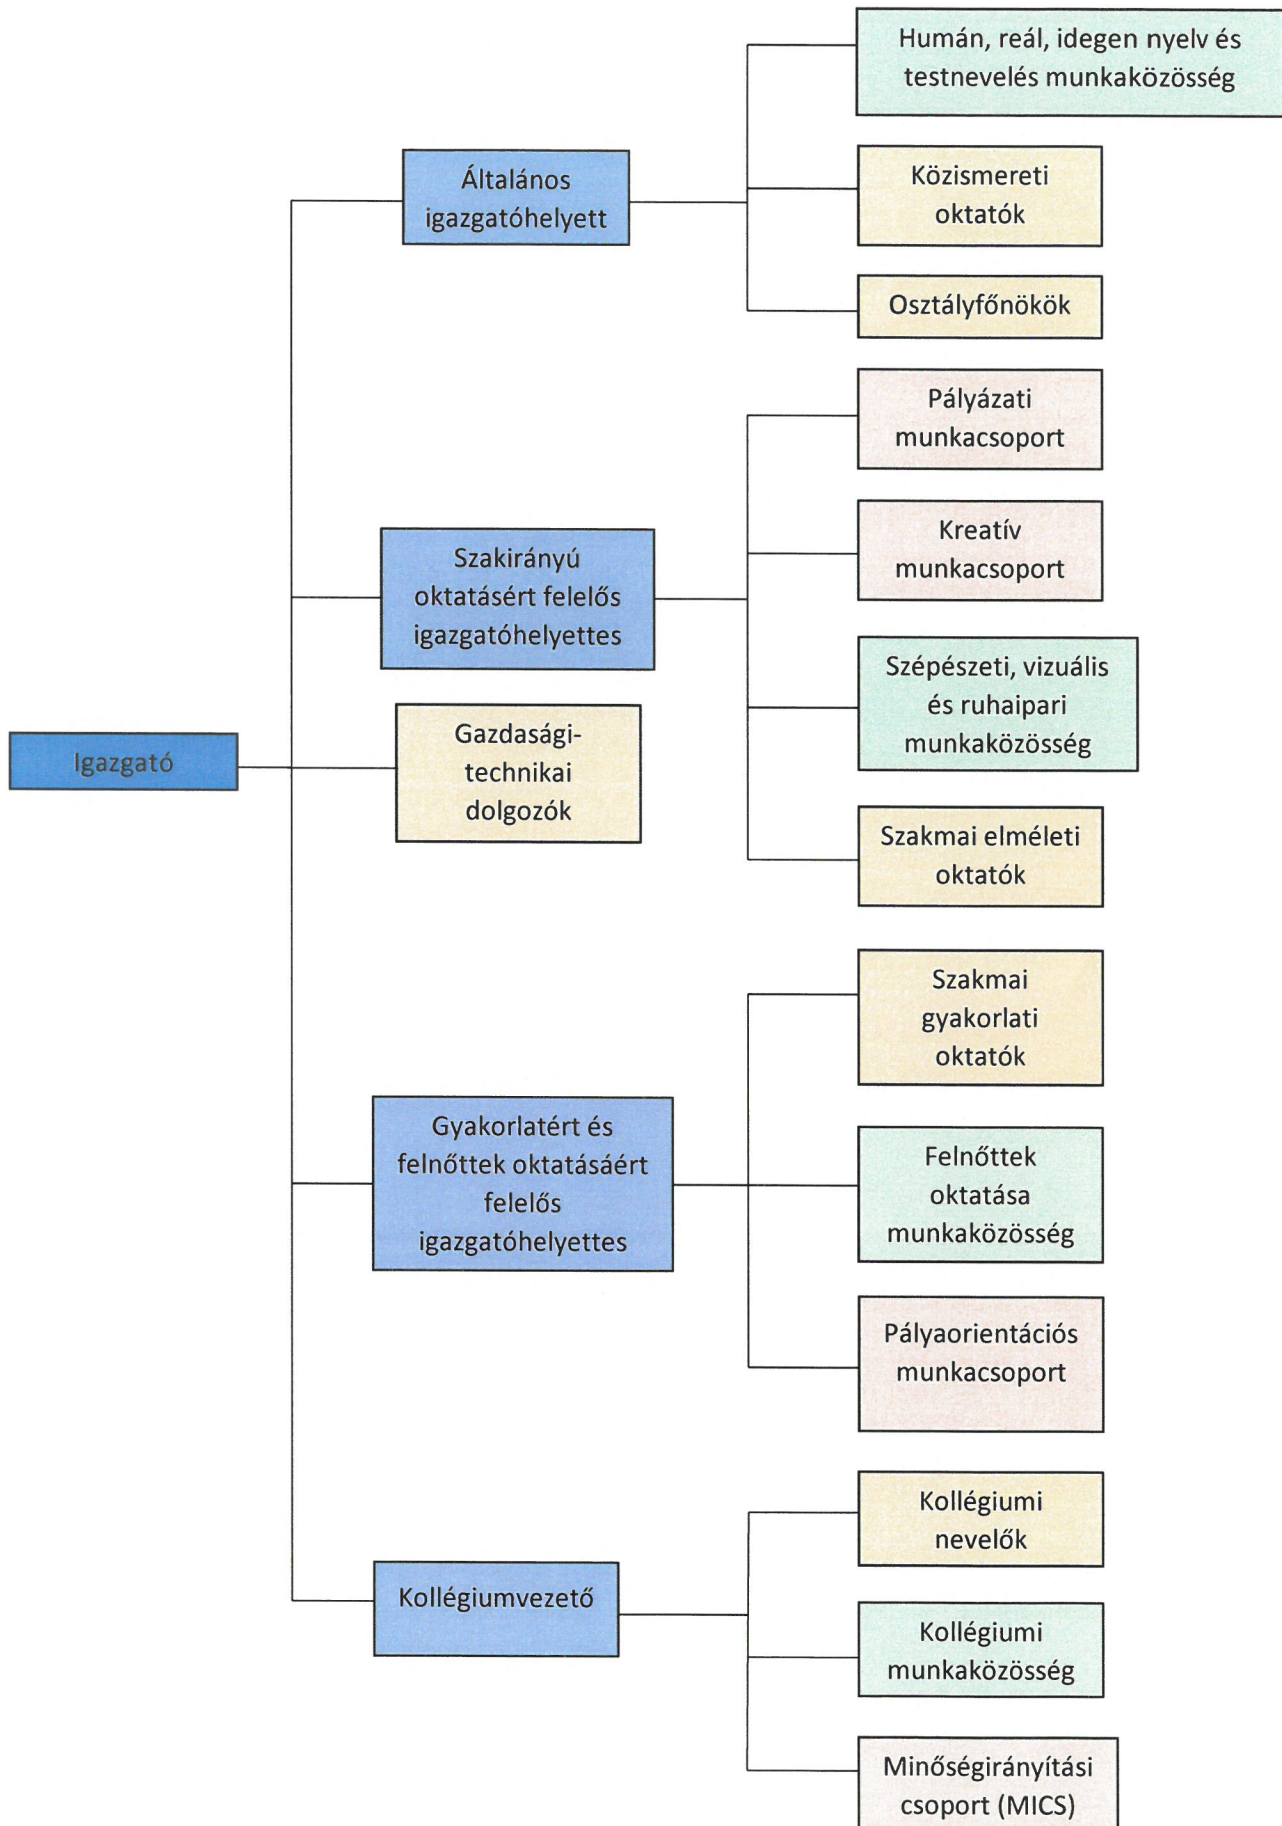 Humán, reál, idegen nyelv és
testnevelés munkaközösség
Általános
igazgatóhelyett
Közismereti
oktatók
Osztályfőnökök
Pályázati
munkacsoport
Kreatív
munkacsoport
Szakirányú
oktatásért felelős
igazgatóhelyettes
Szépészeti, vizuális
és ruhaipari
munkaközösség
Igazgató
Gazdasági-
technikai
dolgozók
Szakmai elméleti
oktatók
Szakmai
gyakorlati
oktatók
Gyakorlatért és
felnőttek oktatásáért
felelős
igazgatóhelyettes
Felnőttek
oktatása
munkaközösség
Pályaorientációs
munkacsoport
Kollégiumi
nevelők
Kollégiumvezető
Kollégiumi
munkaközösség
Minőségirányítási
csoport (MICS)